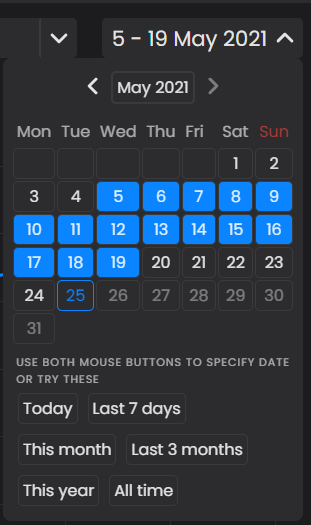 5 - 19 May 2021
May 2021
Mon Tue Wed Thu Fri Sat Sun
1 2
3 4 5 6 7 8 9
10 11 12 13 14 15 16
17 18 19 20 21 22 23
24 25 26 27 28 29 30
31
USE BOTH MOUSE BUTTONS TO SPECIFY DATE
OR TRY THESE
Today Last 7 days
This month Last 3 months
This year All time